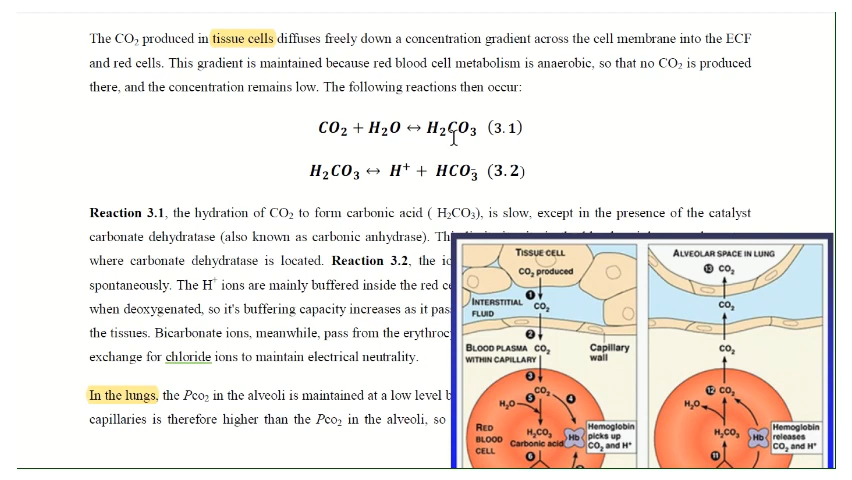 The CO₂ produced in tissue cells diffuses freely down a concentration gradient across the cell membrane into the ECF
and red cells. This gradient is maintained because red blood cell metabolism is anaerobic, so that no CO₂ is produced
there, and the concentration remains low. The following reactions then occur:
CO₂ + H₂O ↔ H₂CO₃ (3.1)
H₂CO₃ ↔ H⁺ + HCO₃⁻ (3.2)
Reaction 3.1, the hydration of CO₂ to form carbonic acid ( H₂CO₃), is slow, except in the presence of the catalyst
carbonate dehydratase (also known as carbonic anhydrase).
where carbonate dehydratase is located. Reaction 3.2, the
spontaneously. The H⁺ ions are mainly buffered inside the red
when deoxygenated, so it's buffering capacity increases as it
the tissues. Bicarbonate ions, meanwhile, pass from the
exchange for chloride ions to maintain electrical neutrality.
In the lungs, the Pco₂ in the alveoli is maintained at a low level
capillaries is therefore higher than the Pco₂ in the alveoli, so
TISSUE CELL
CO₂ produced
1
INTERSTITIAL
FLUID
CO₂
2
BLOOD PLASMA CO₂
WITHIN CAPILLARY
Capillary
wall
3
CO₂
5
4
H₂O
H₂CO₃
Carbonic acid
RED
BLOOD
CELL
Hb
Hemoglobin
picks up
CO₂ and H⁺
6
ALVEOLAR SPACE IN LUNG
13 CO₂
CO₂
CO₂
12 CO₂
H₂O
H₂CO₃
Hb
Hemoglobin
releases
CO₂ and H⁺
11